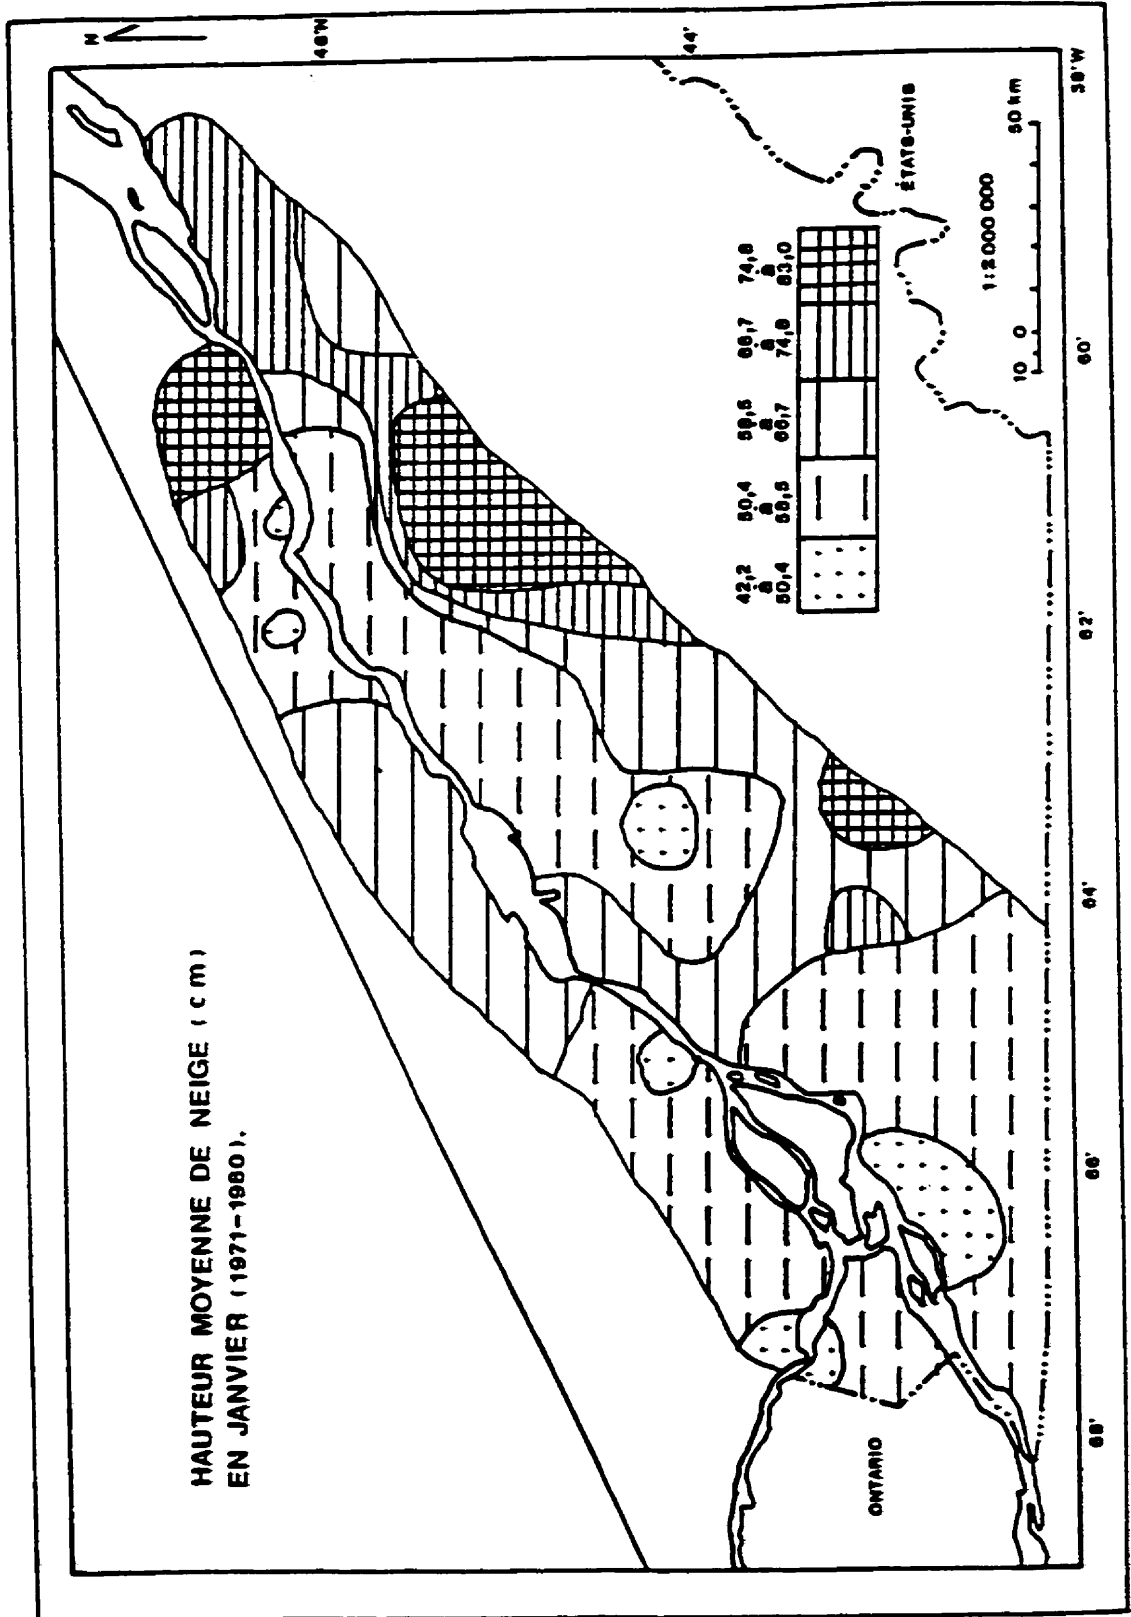 HAUTEUR MOYENNE DE NEIGE (cm)
EN JANVIER (1971-1980).
N
46°N
44°
58°W
60°
62°
64°
66°
68°
ÉTATS-UNIS
ONTARIO
42,2 à 50,4
50,4 à 58,5
58,5 à 66,7
66,7 à 74,8
74,8 à 83,0
1:2 000 000
10 0 50 km